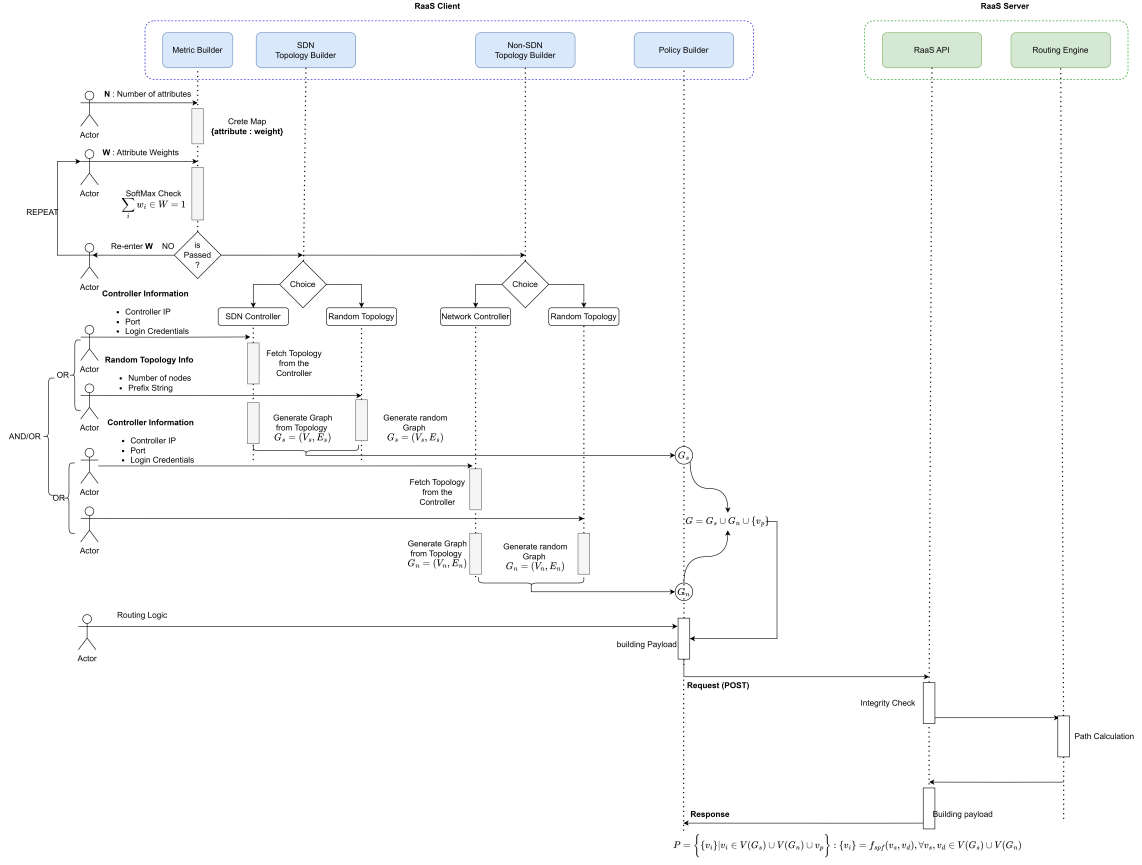 RaaS Client
RaaS Server
Metric Builder
SDN
Topology Builder
Non-SDN
Topology Builder
Policy Builder
RaaS API
Routing Engine
N : Number of attributes
Actor
Crete Map
{attribute : weight}
W : Attribute Weights
Actor
SoftMax Check
∑_i w_i ∈ W = 1
REPEAT
Re-enter W
NO
is
Passed
?
Actor
Choice
Choice
Controller Information
• Controller IP
• Port
• Login Credentials
SDN Controller
Random Topology
Network Controller
Random Topology
Actor
Fetch Topology
from the
Controller
Random Topology Info
• Number of nodes
• Prefix String
OR
Actor
Controller Information
• Controller IP
• Port
• Login Credentials
Generate Graph
from Topology
G_s = (V_s, E_s)
Generate random
Graph
G_s = (V_s, E_s)
AND/OR
G_s
Actor
Fetch Topology
from the
Controller
OR
Actor
G = G_s ∪ G_n ∪ {v_p}
Generate Graph
from Topology
G_n = (V_n, E_n)
Generate random
Graph
G_n = (V_n, E_n)
G_n
Routing Logic
Actor
building Payload
Request (POST)
Integrity Check
Path Calculation
Building payload
Response
P = {{v_i}|v_i ∈ V(G_s) ∪ V(G_n) ∪ v_p} : {v_i} = f_spf(v_s, v_d), ∀v_s, v_d ∈ V(G_s) ∪ V(G_n)